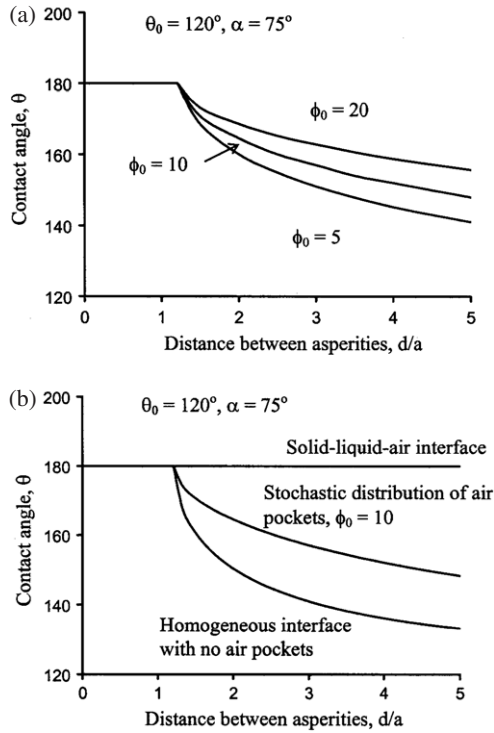 (a)
θ₀ = 120°, α = 75°
200
180
160
140
120
Contact angle, θ
ϕ₀ = 20
ϕ₀ = 10
ϕ₀ = 5
0 1 2 3 4 5
Distance between asperities, d/a
(b)
θ₀ = 120°, α = 75°
200
180
160
140
120
Contact angle, θ
Solid-liquid-air interface
Stochastic distribution of air
pockets, ϕ₀ = 10
Homogeneous interface
with no air pockets
0 1 2 3 4 5
Distance between asperities, d/a